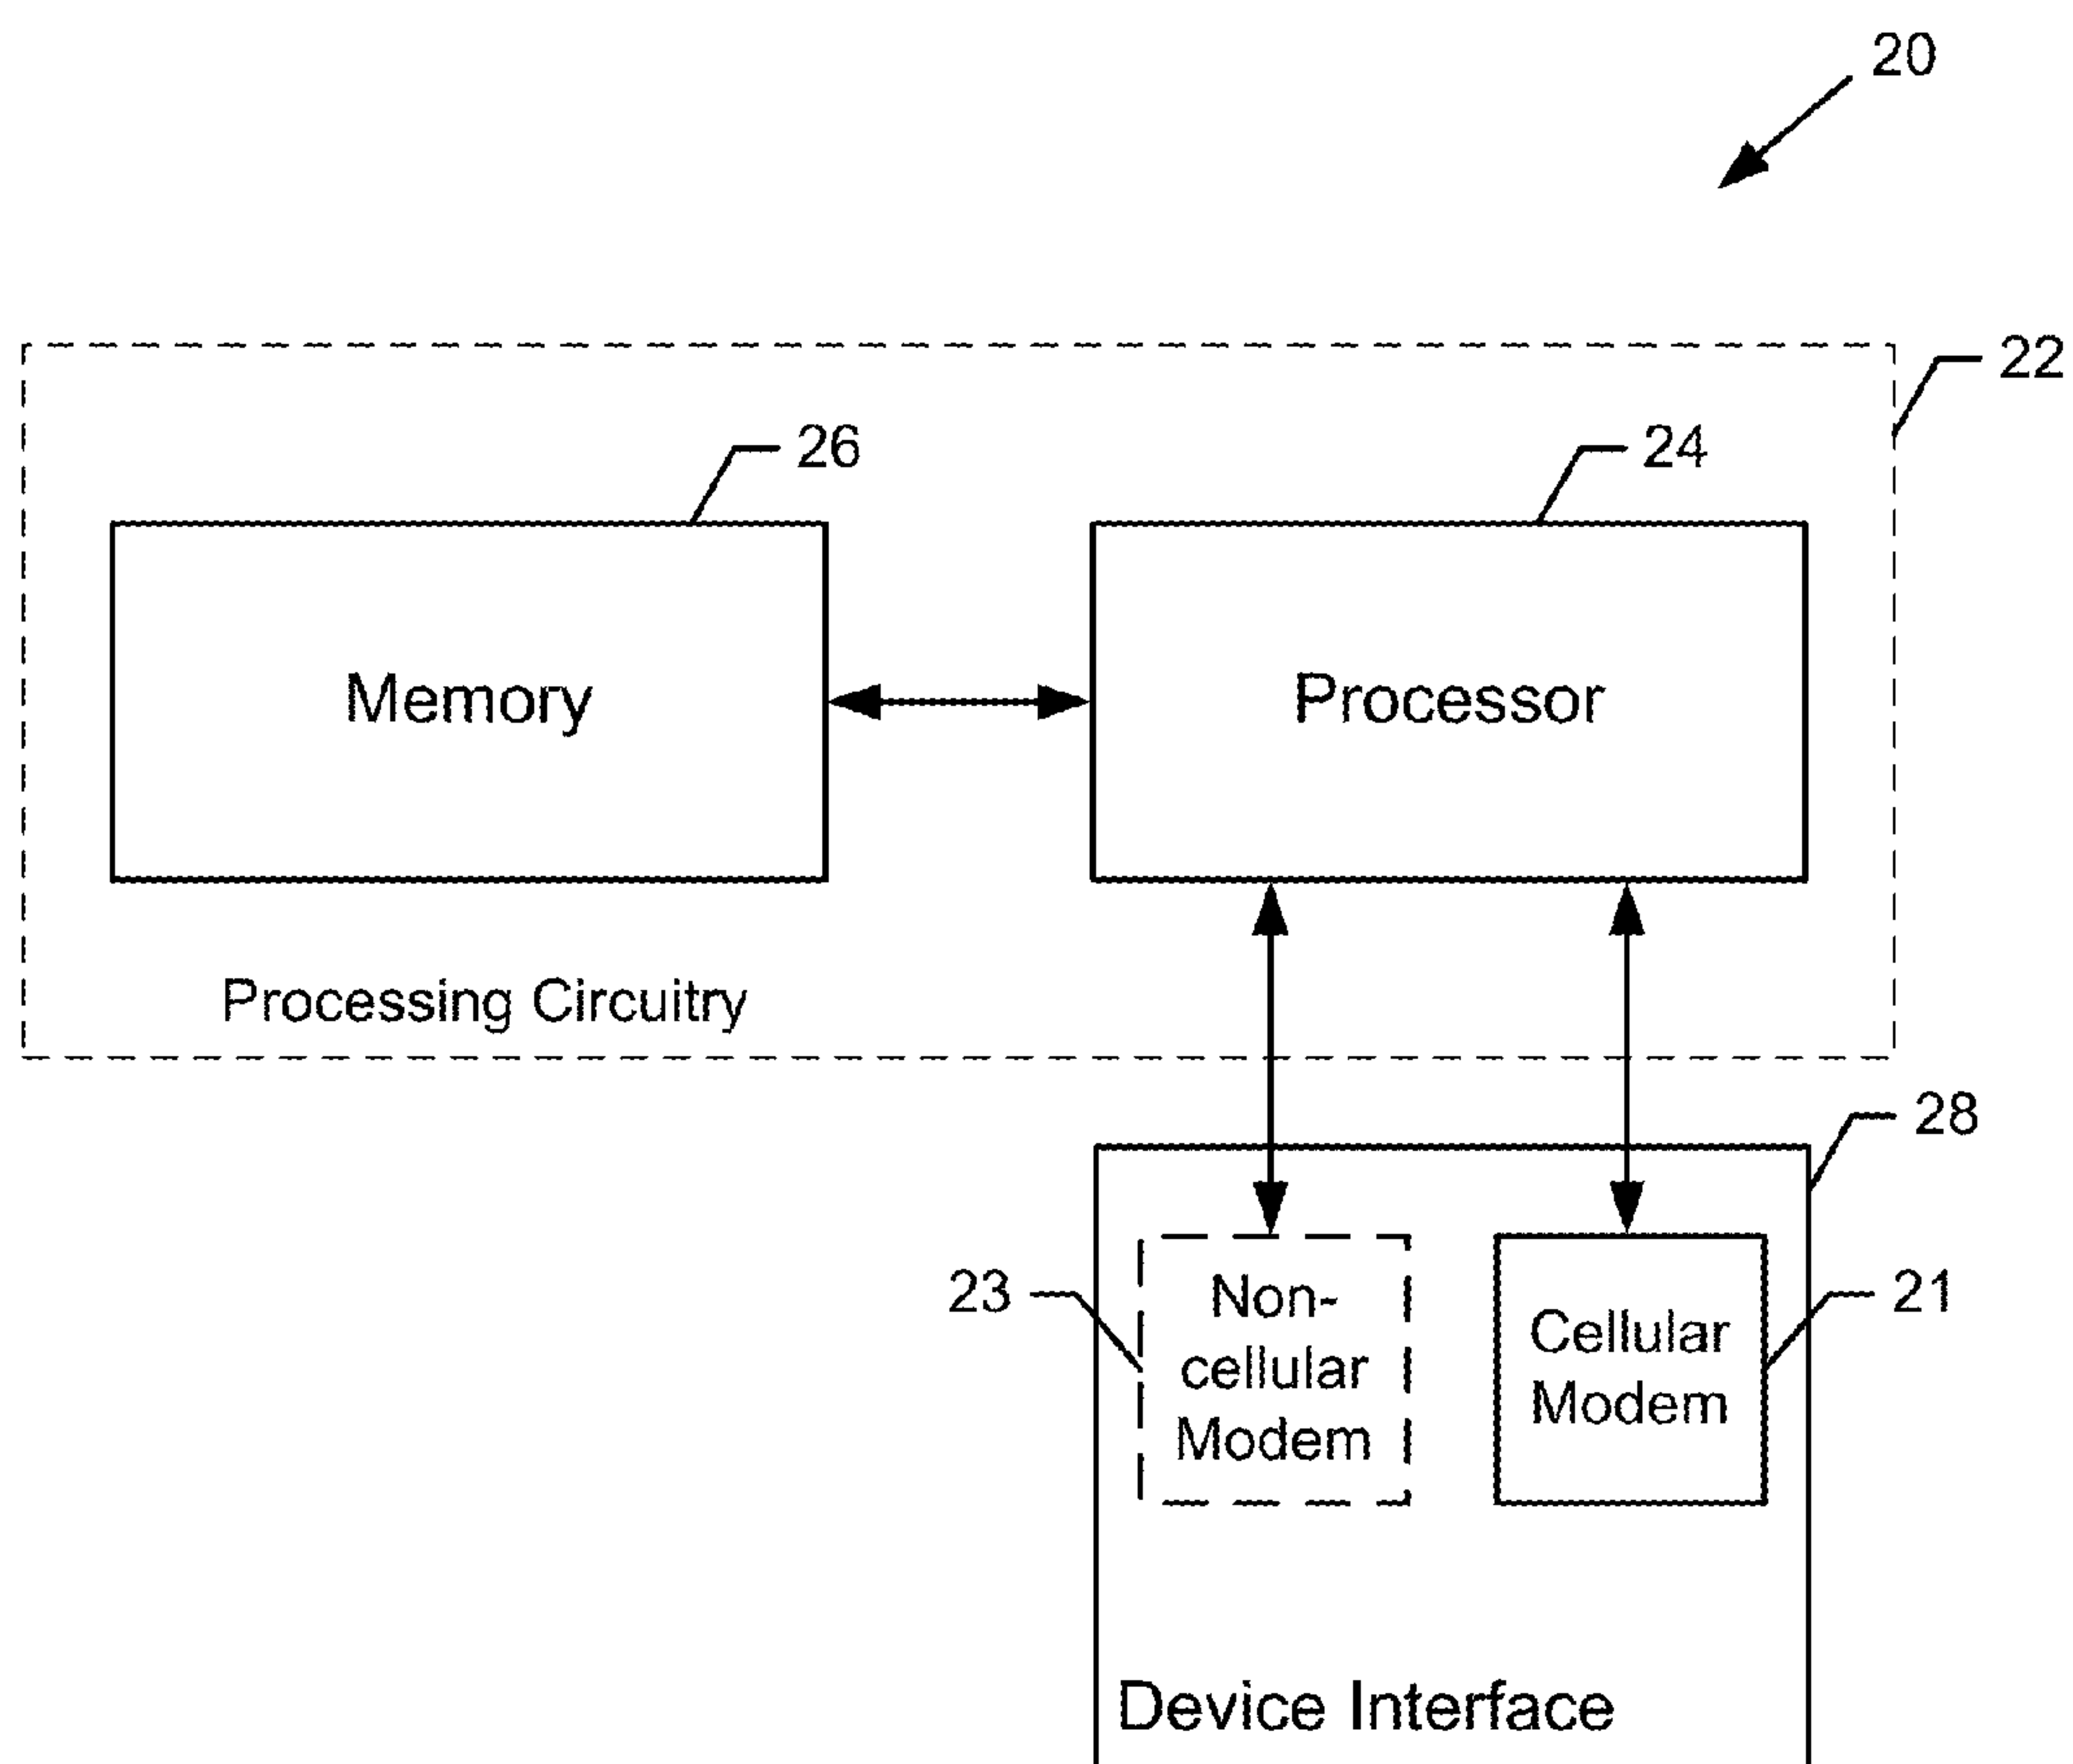 20
22
26
24
Memory
Processor
Processing Circuitry
28
23
Non-
cellular
Modem
Cellular
Modem
21
Device Interface